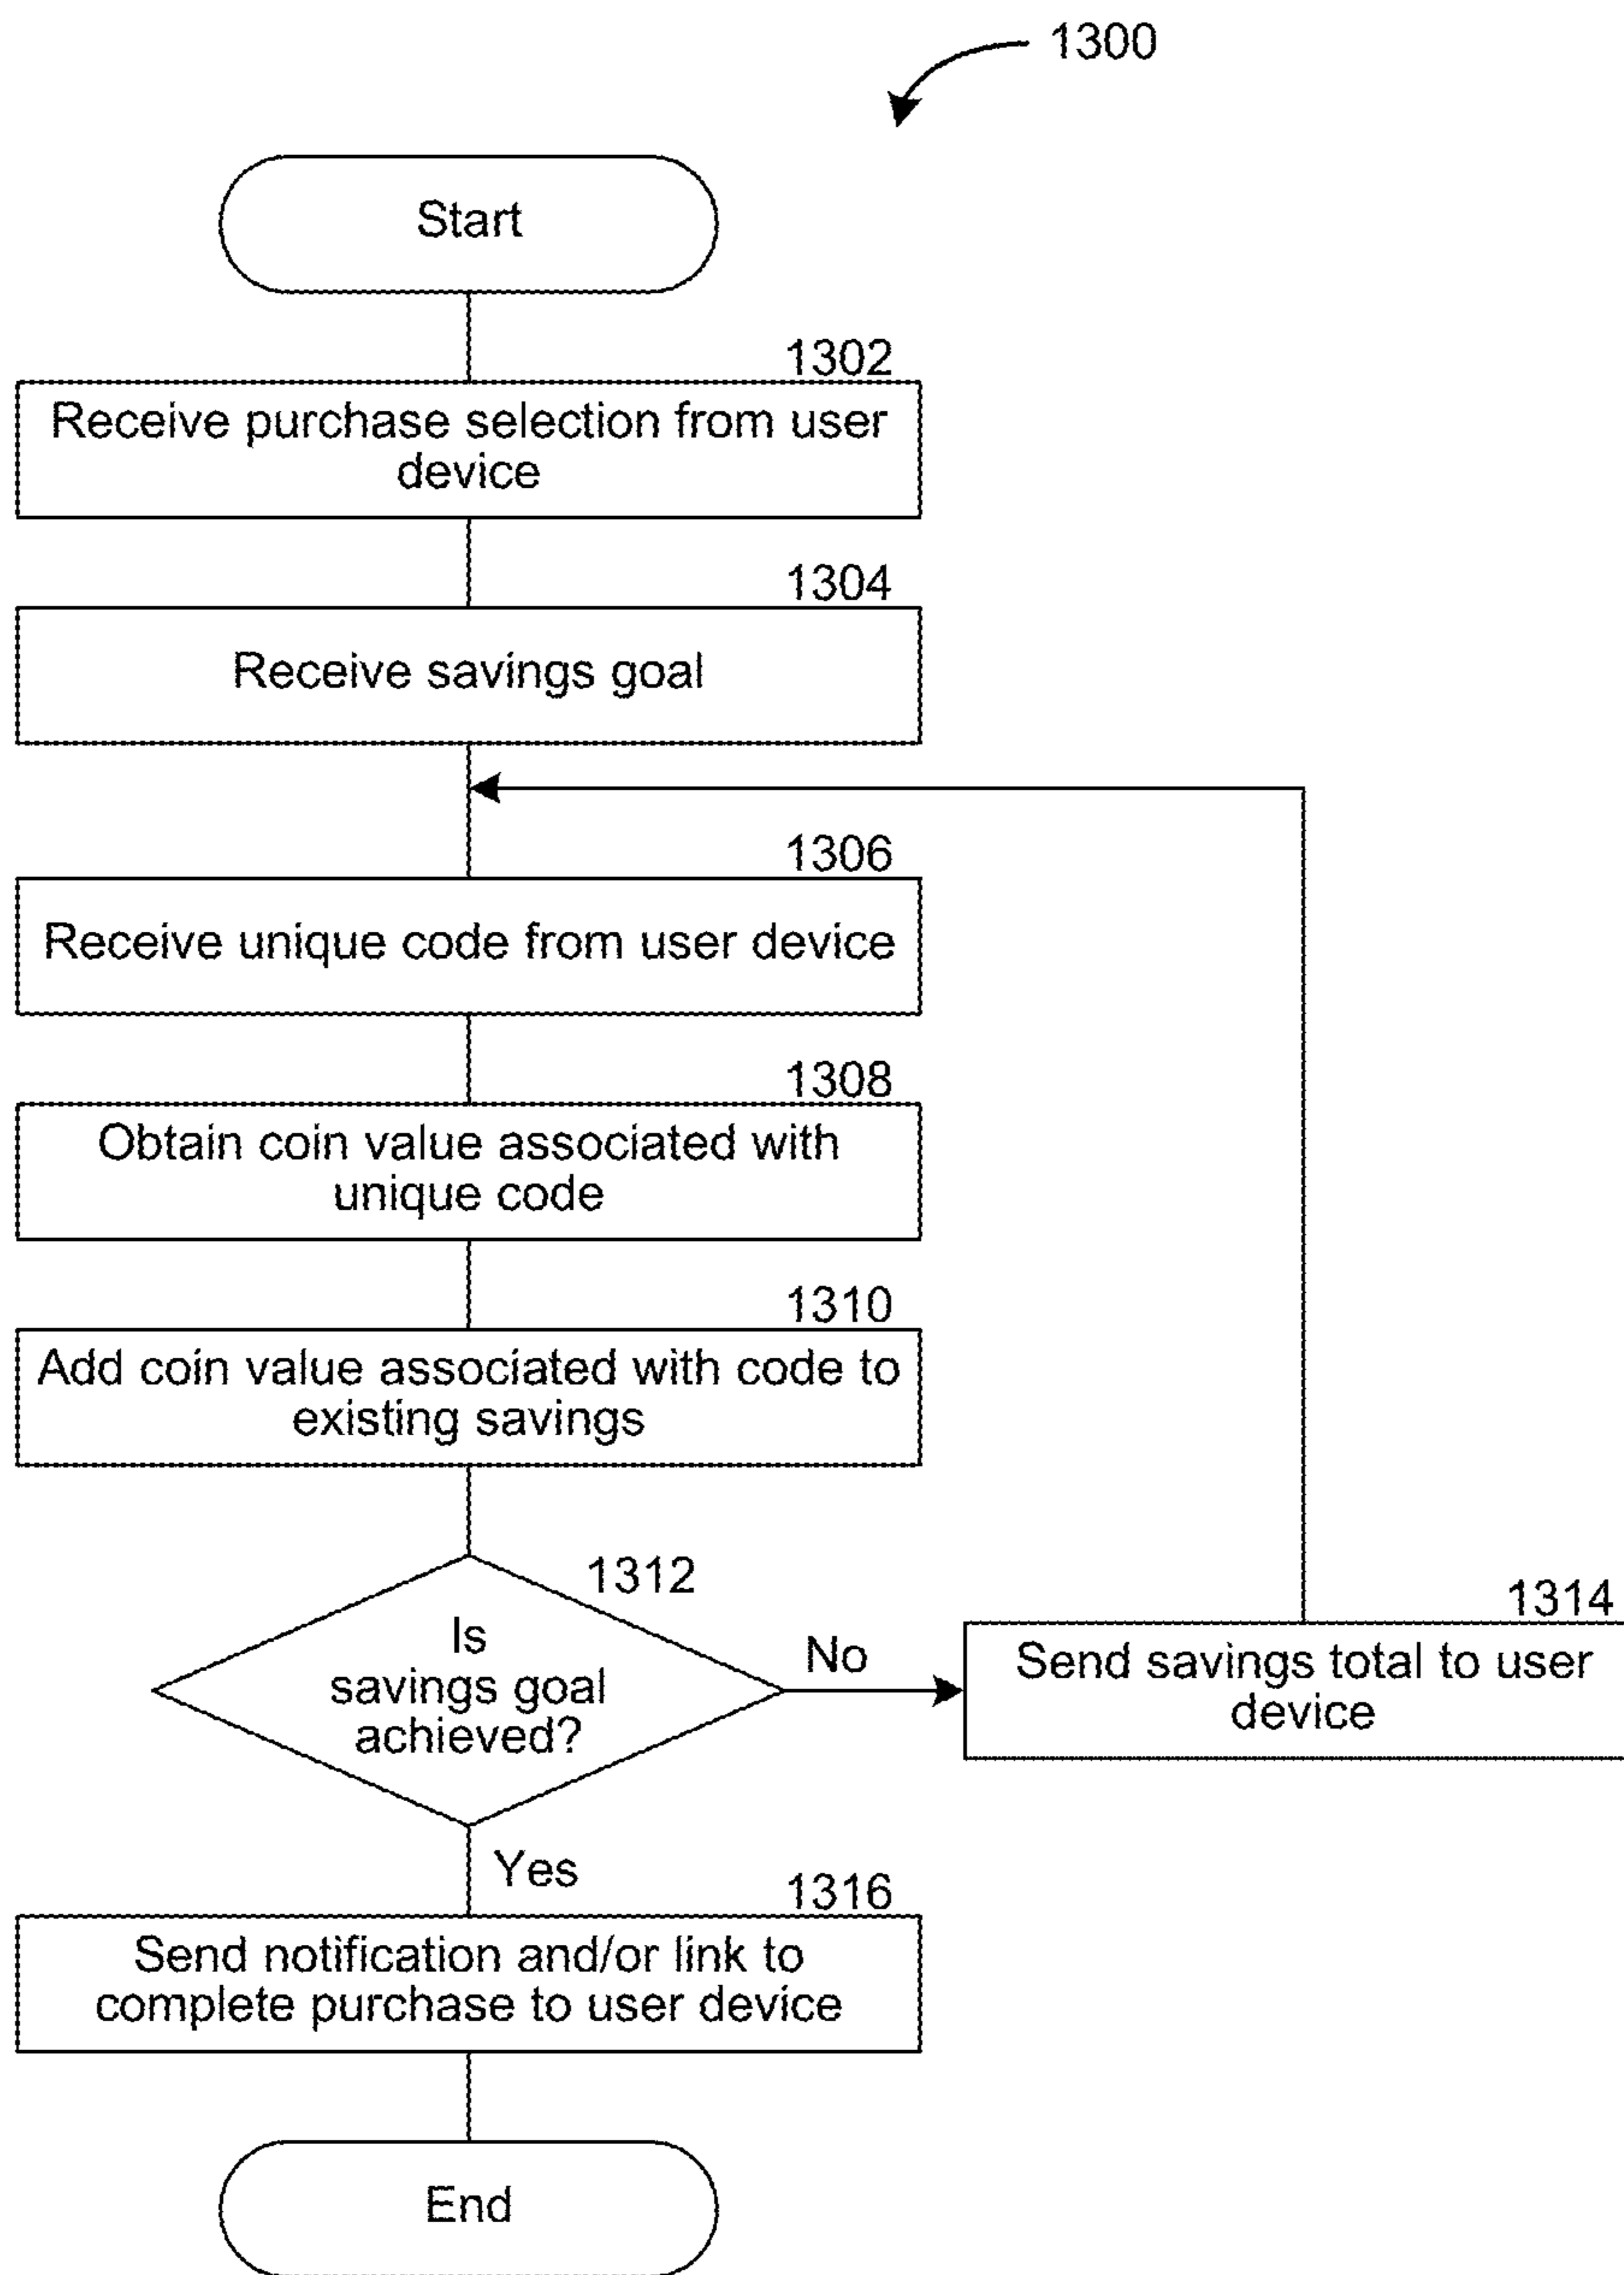 1300
Start
1302
Receive purchase selection from user
device
1304
Receive savings goal
1306
Receive unique code from user device
1308
Obtain coin value associated with
unique code
1310
Add coin value associated with code to
existing savings
1312
Is
savings goal
achieved?
No
1314
Send savings total to user
device
Yes
1316
Send notification and/or link to
complete purchase to user device
End